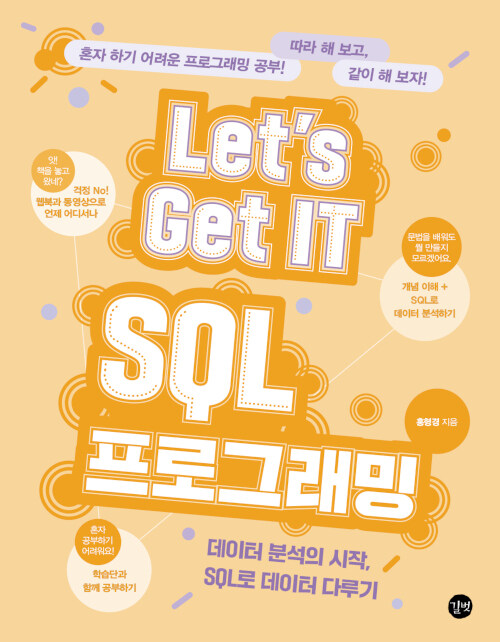 혼자 하기 어려운 프로그래밍 공부!
따라 해 보고,
같이 해 보자!
Let's
Get IT
앗!
책을 놓고
왔네!?
걱정 No!
웹북과 동영상으로
언제 어디서나
문법을 배워도
뭘 만들지
모르겠어요.
개념 이해 +
SQL로
데이터 분석하기
SQL
프로그래밍
홍형경 지음
혼자
공부하기
어려워요!
학습단과
함께 공부하기
데이터 분석의 시작,
SQL로 데이터 다루기
길벗